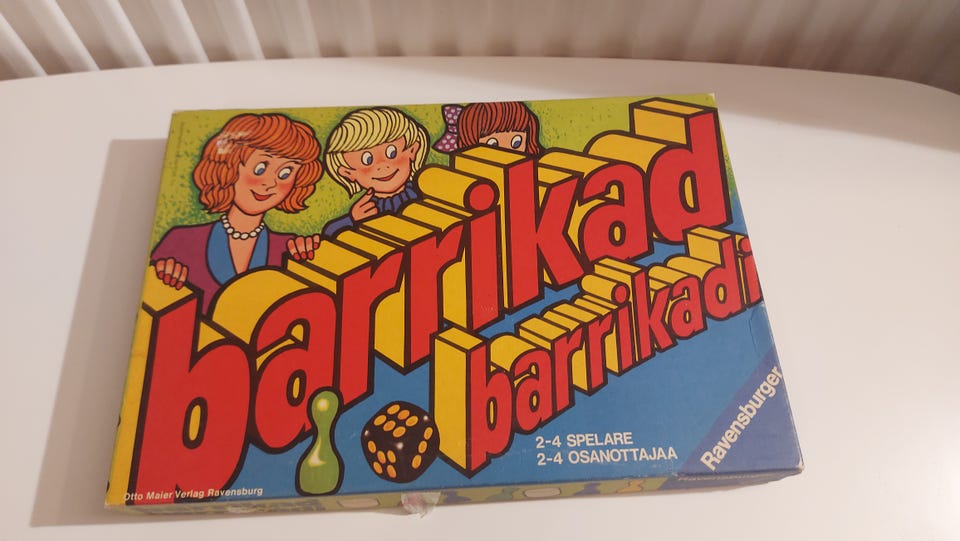 barrikad
barrikadi
2-4 SPELARE
2-4 OSANOTTAJAA
Ravensburger
Otto Maier Verlag Ravensburg